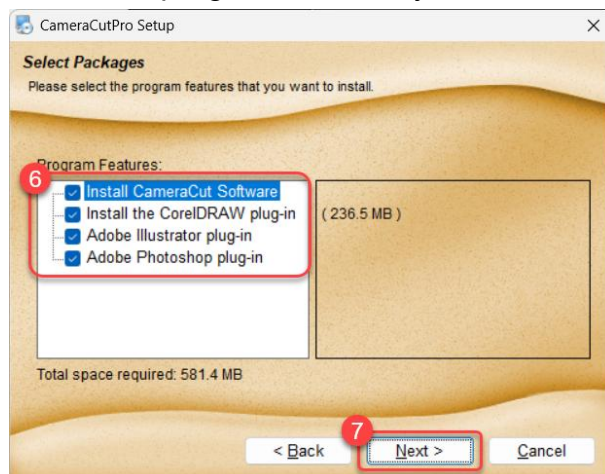 CameraCutPro Setup
Select Packages
Please select the program features that you want to install.
Program Features:
6
Install CameraCut Software
Install the CorelDRAW plug-in
Adobe Illustrator plug-in
Adobe Photoshop plug-in
( 236.5 MB )
Total space required: 581.4 MB
7
< Back
Next >
Cancel